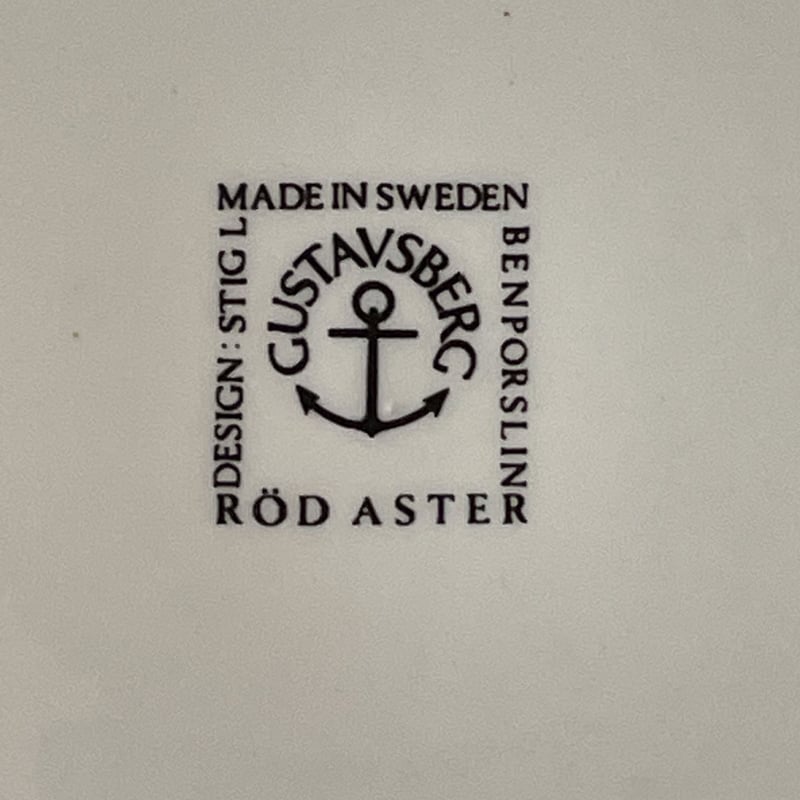 MADE IN SWEDEN
DESIGN: STIG L
GUSTAVSBERG
BENPORSLIN
RÖD ASTER